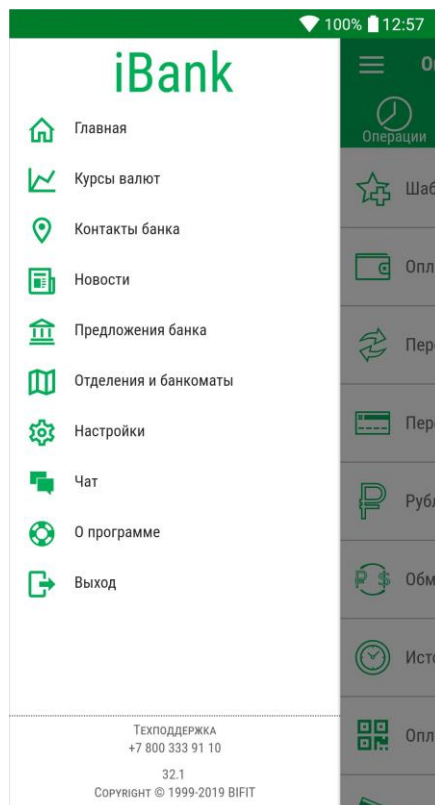 100% 12:57
iBank
Главная
Курсы валют
Контакты банка
Новости
Предложения банка
Отделения и банкоматы
Настройки
Чат
О программе
Выход
Техподдержка
+7 800 333 91 10
32.1
Copyright © 1999-2019 BIFIT
Операции